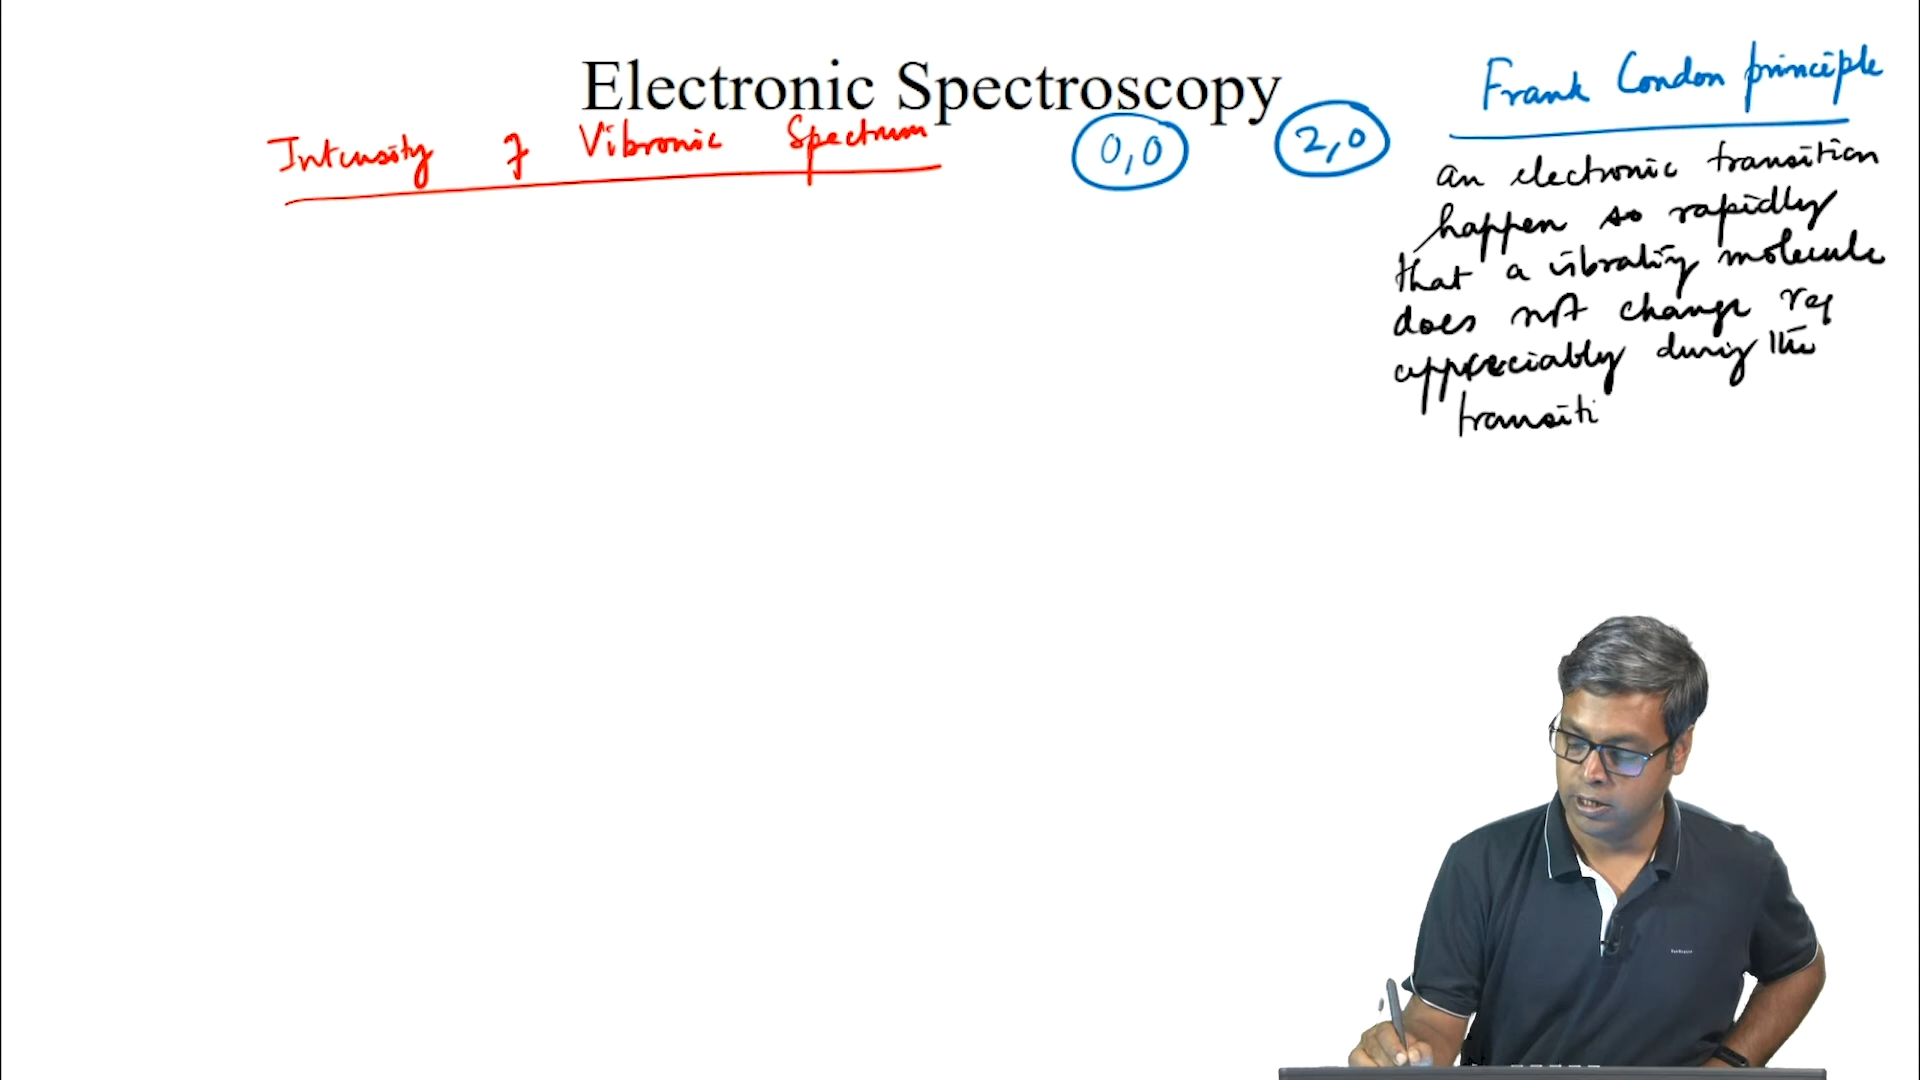 Electronic Spectroscopy
Intensity of Vibronic Spectrum
0,0
2,0
Frank Condon principle
an electronic transition
happen so rapidly
that a vibrating molecule
does not change req
appreciably during the
transiti